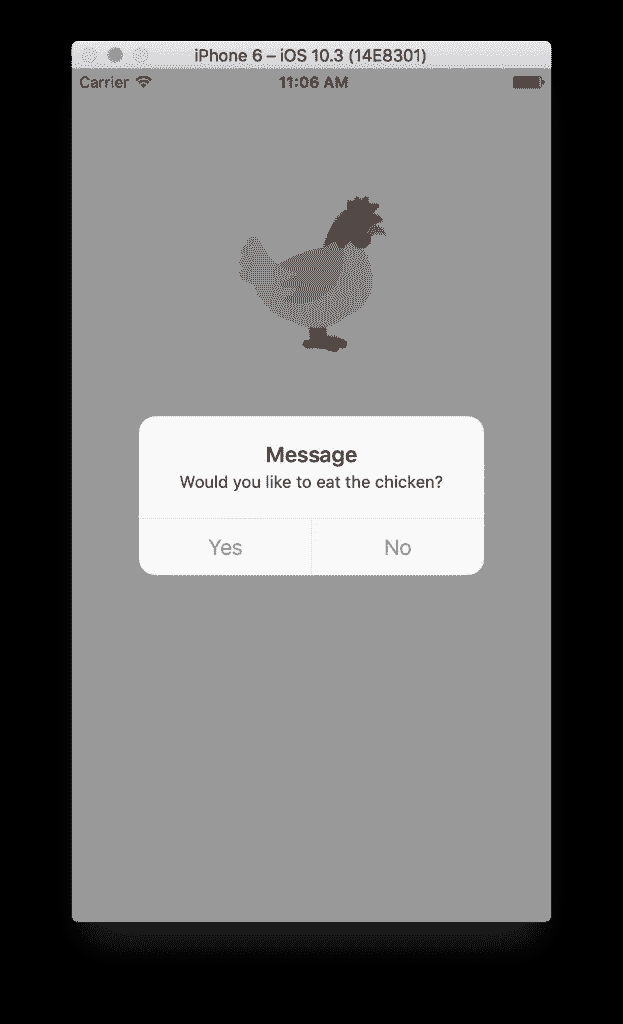 iPhone 6 – iOS 10.3 (14E8301)
Carrier 11:06 AM
Message
Would you like to eat the chicken?
Yes No